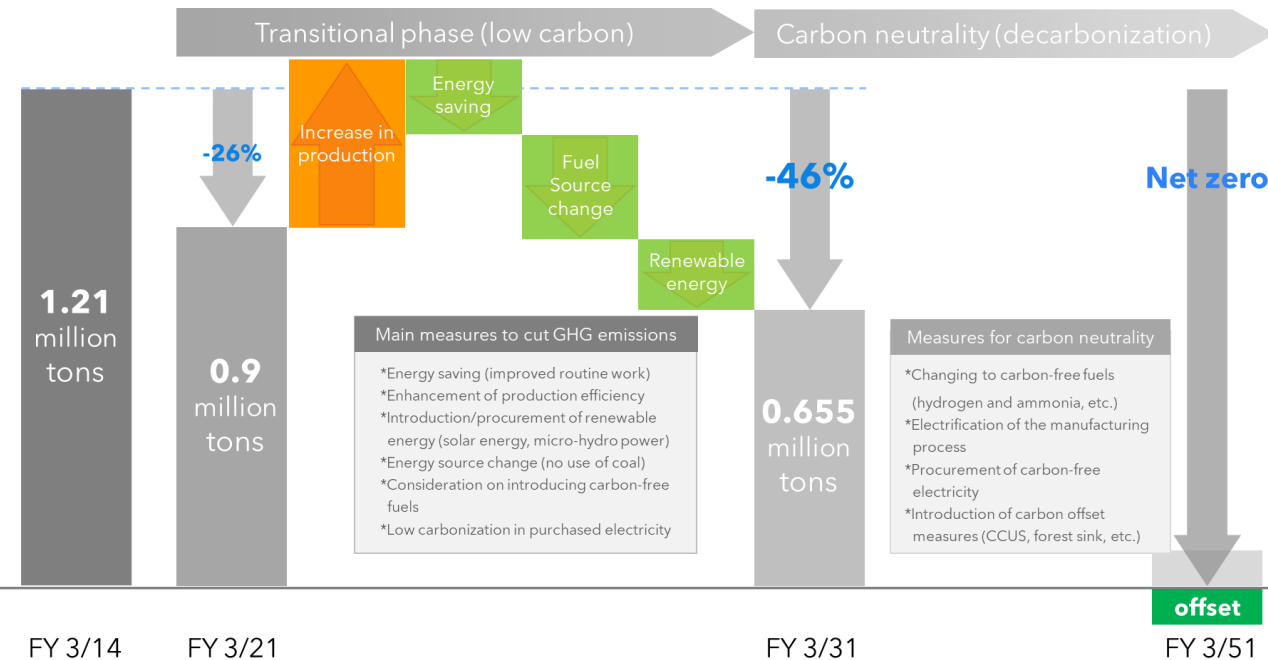 Transitional phase (low carbon)
Carbon neutrality (decarbonization)
Energy
saving
Increase in
production
-26%
Fuel
Source
change
-46%
Net zero
Renewable
energy
1.21
million
tons
0.9
million
tons
Main measures to cut GHG emissions
*Energy saving (improved routine work)
*Enhancement of production efficiency
*Introduction/procurement of renewable
energy (solar energy, micro-hydro power)
*Energy source change (no use of coal)
*Consideration on introducing carbon-free
fuels
*Low carbonization in purchased electricity
0.655
million
tons
Measures for carbon neutrality
*Changing to carbon-free fuels
(hydrogen and ammonia, etc.)
*Electrification of the manufacturing
process
*Procurement of carbon-free
electricity
*Introduction of carbon offset
measures (CCUS, forest sink, etc.)
offset
FY 3/14
FY 3/21
FY 3/31
FY 3/51